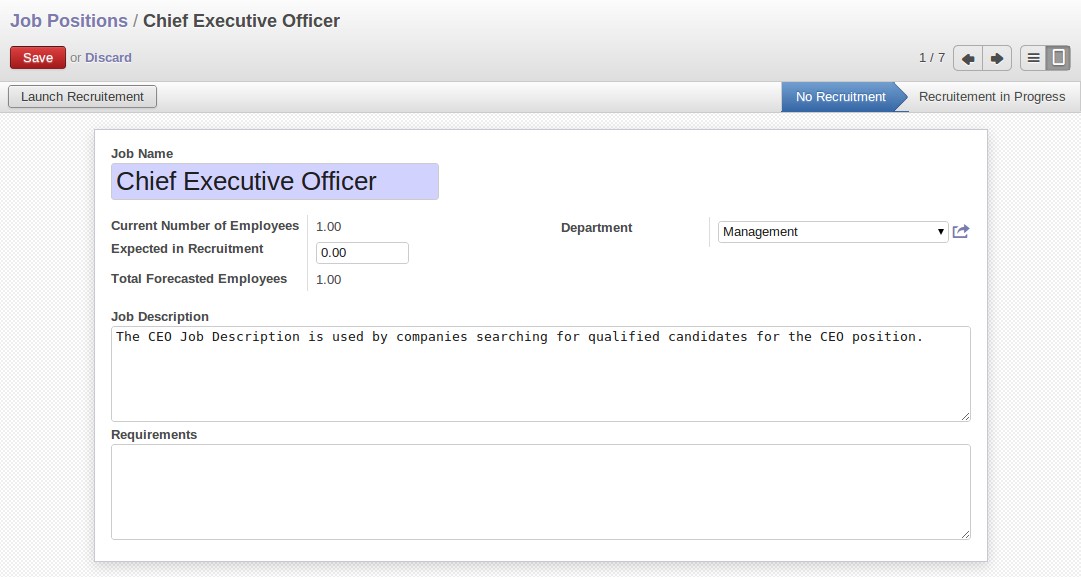 Job Positions / Chief Executive Officer
Save or Discard
1 / 7
Launch Recruitement
No Recruitment
Recruitement in Progress
Job Name
Chief Executive Officer
Current Number of Employees 1.00
Department Management
Expected in Recruitment 0.00
Total Forecasted Employees 1.00
Job Description
The CEO Job Description is used by companies searching for qualified candidates for the CEO position.
Requirements